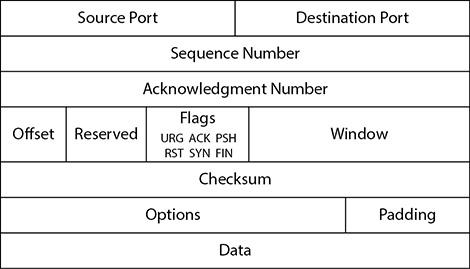 Source Port Destination Port
Sequence Number
Acknowledgment Number
Offset Reserved Flags Window
URG ACK PSH
RST SYN FIN
Checksum
Options Padding
Data